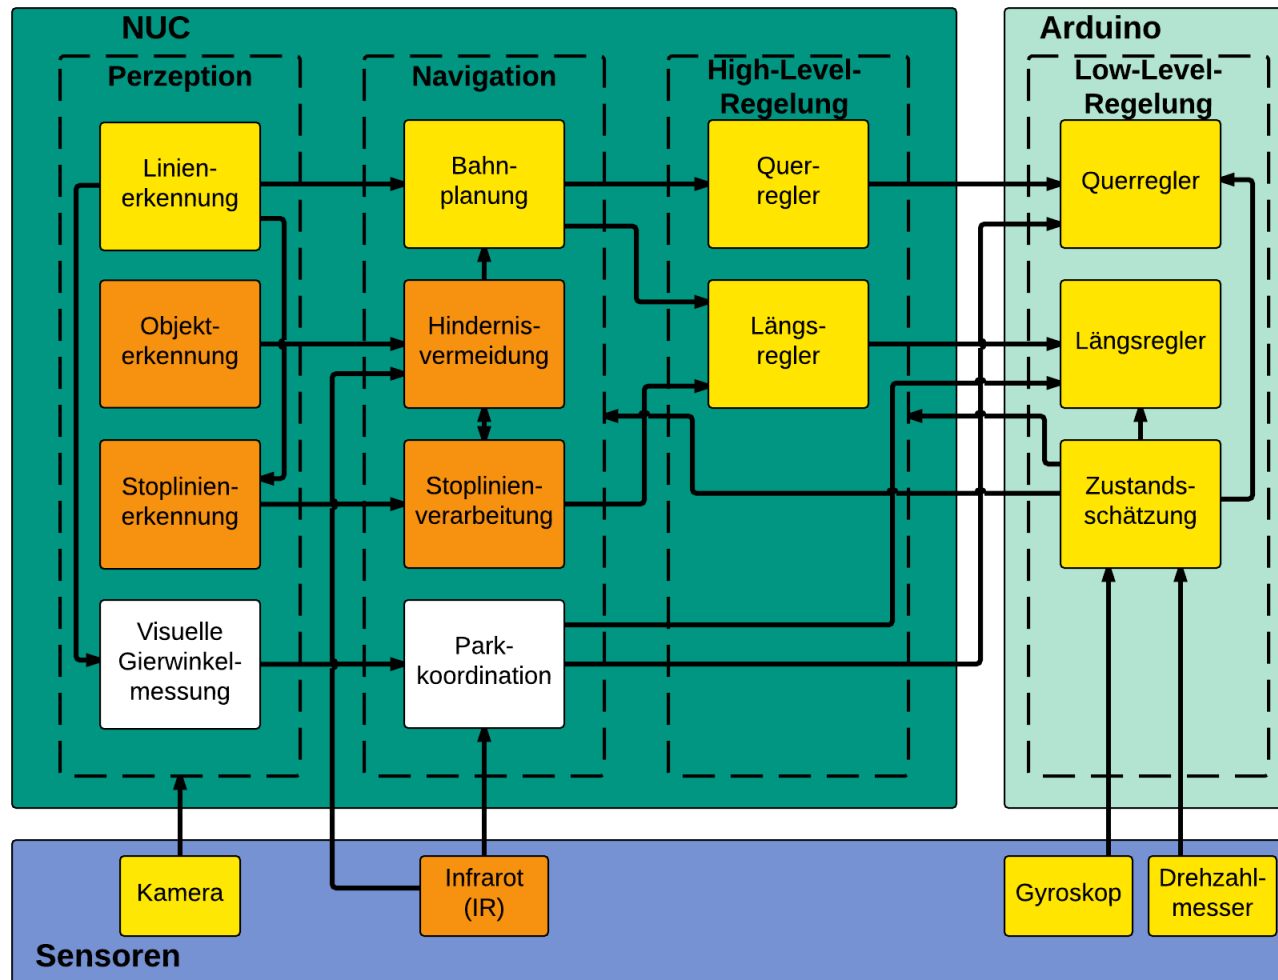 NUC
Arduino
Perzeption
Navigation
High-Level-
Regelung
Low-Level-
Regelung
Linien-
erkennung
Bahn-
planung
Quer-
regler
Querregler
Objekt-
erkennung
Hindernis-
vermeidung
Längs-
regler
Längsregler
Stoplinien-
erkennung
Stoplinien-
verarbeitung
Zustands-
schätzung
Visuelle
Gierwinkel-
messung
Park-
koordination
Kamera
Infrarot
(IR)
Gyroskop
Drehzahl-
messer
Sensoren